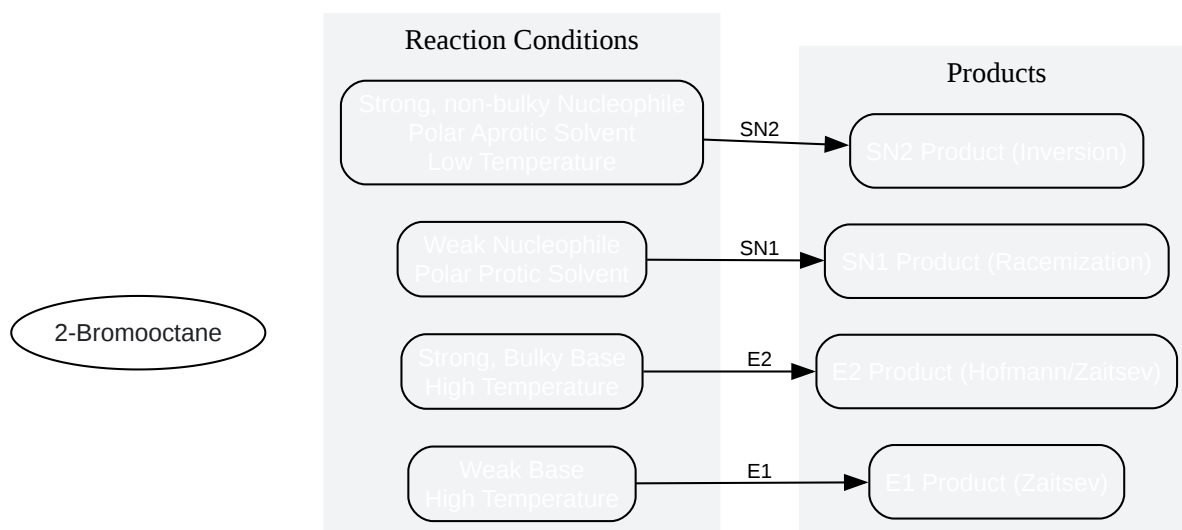 Reaction Conditions
Products
Strong, non-bulky Nucleophile
Polar Aprotic Solvent
Low Temperature
SN2
SN2 Product (Inversion)
Weak Nucleophile
Polar Protic Solvent
SN1
SN1 Product (Racemization)
2-Bromooctane
Strong, Bulky Base
High Temperature
E2
E2 Product (Hofmann/Zaitsev)
Weak Base
High Temperature
E1
E1 Product (Zaitsev)